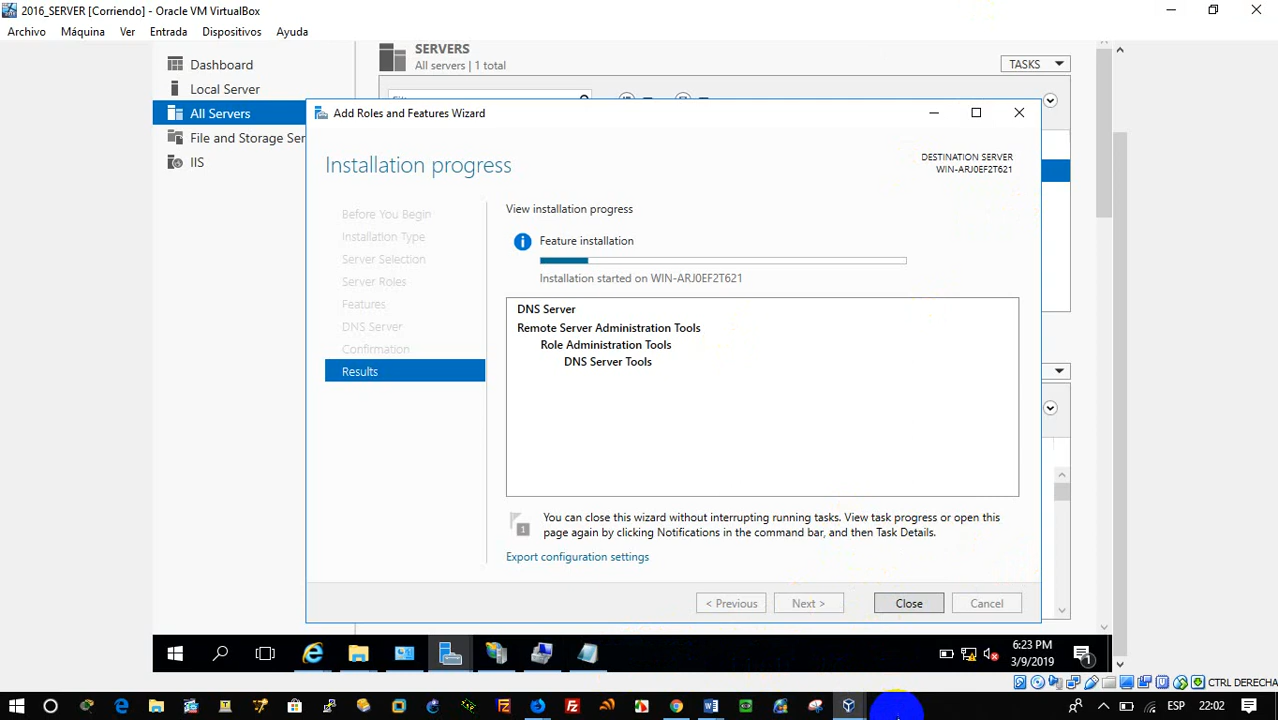 2016_SERVER [Corriendo] - Oracle VM VirtualBox
Archivo Máquina Ver Entrada Dispositivos Ayuda
Dashboard
Local Server
All Servers
File and Storage Ser
IIS
SERVERS
All servers | 1 total
TASKS
Add Roles and Features Wizard
Installation progress
DESTINATION SERVER
WIN-ARJ0EF2T621
Before You Begin
Installation Type
Server Selection
Server Roles
Features
DNS Server
Confirmation
Results
View installation progress
Feature installation
Installation started on WIN-ARJ0EF2T621
DNS Server
Remote Server Administration Tools
Role Administration Tools
DNS Server Tools
1
You can close this wizard without interrupting running tasks. View task progress or open this
page again by clicking Notifications in the command bar, and then Task Details.
Export configuration settings
< Previous Next > Close Cancel
6:23 PM
3/9/2019
1
CTRL DERECHA
ESP 22:02